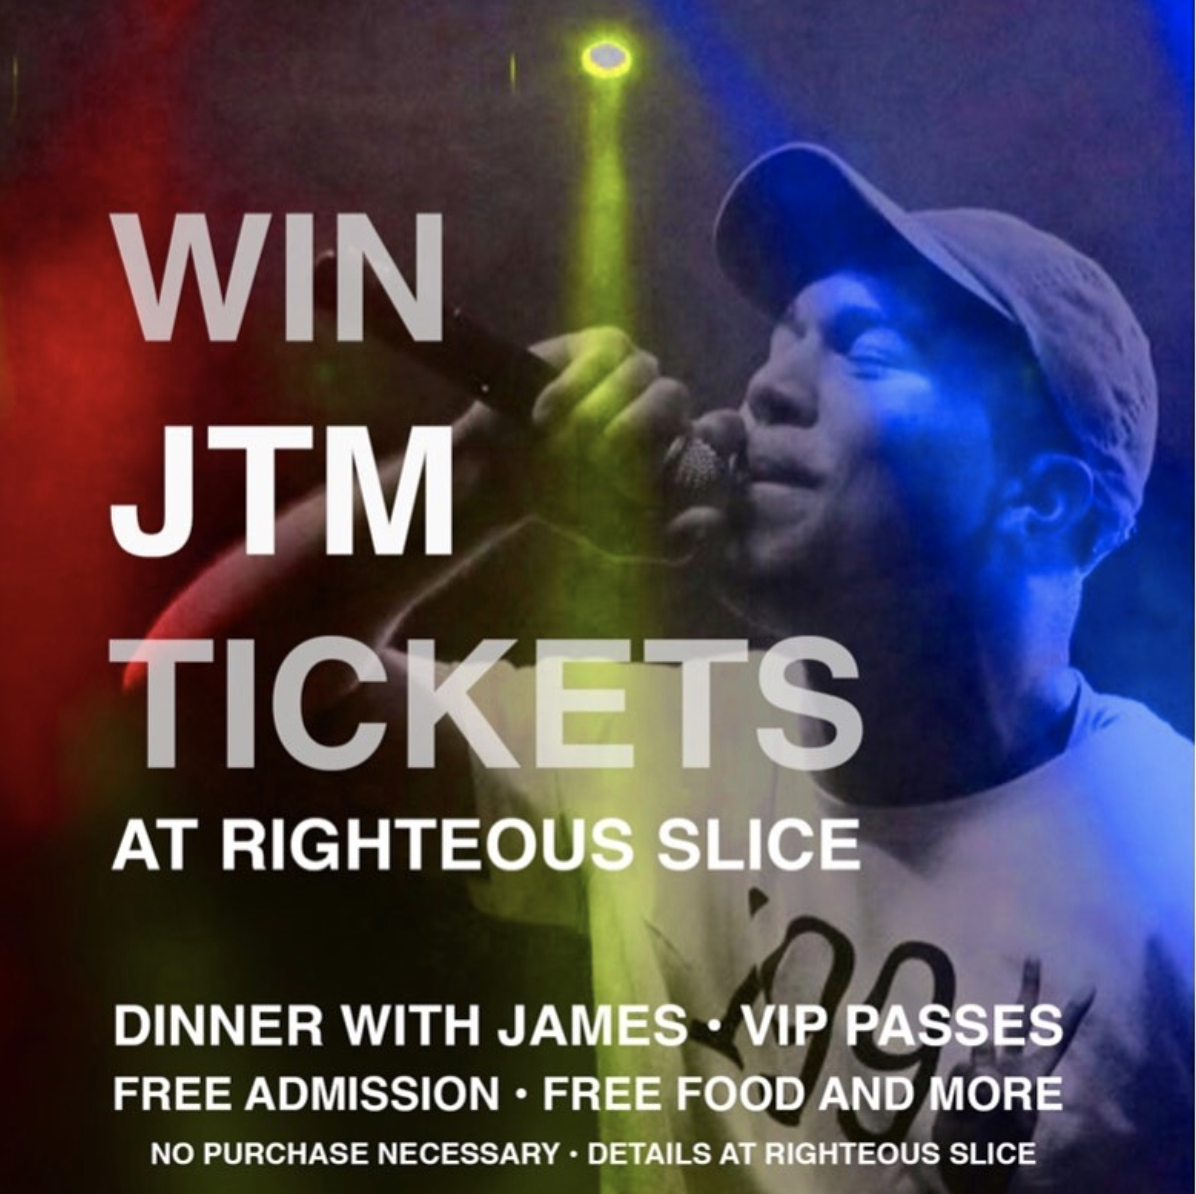 WIN
JTM
TICKETS
AT RIGHTEOUS SLICE
DINNER WITH JAMES • VIP PASSES
FREE ADMISSION • FREE FOOD AND MORE
NO PURCHASE NECESSARY • DETAILS AT RIGHTEOUS SLICE